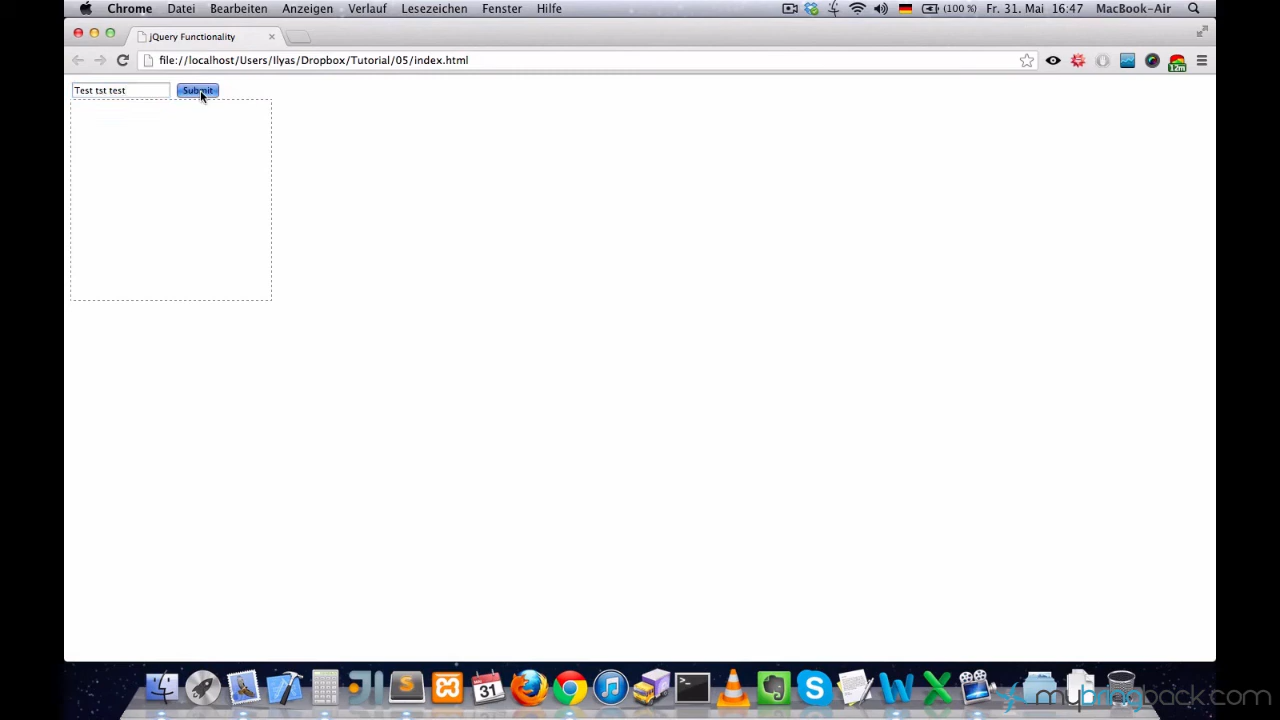 Chrome Datei Bearbeiten Anzeigen Verlauf Lesezeichen Fenster Hilfe (100 %) Fr. 31. Mai 16:47 MacBook-Air
jQuery Functionality
file://localhost/Users/Ilyas/Dropbox/Tutorial/05/index.html
12m
Test tst test Submit
31
mybringback.com